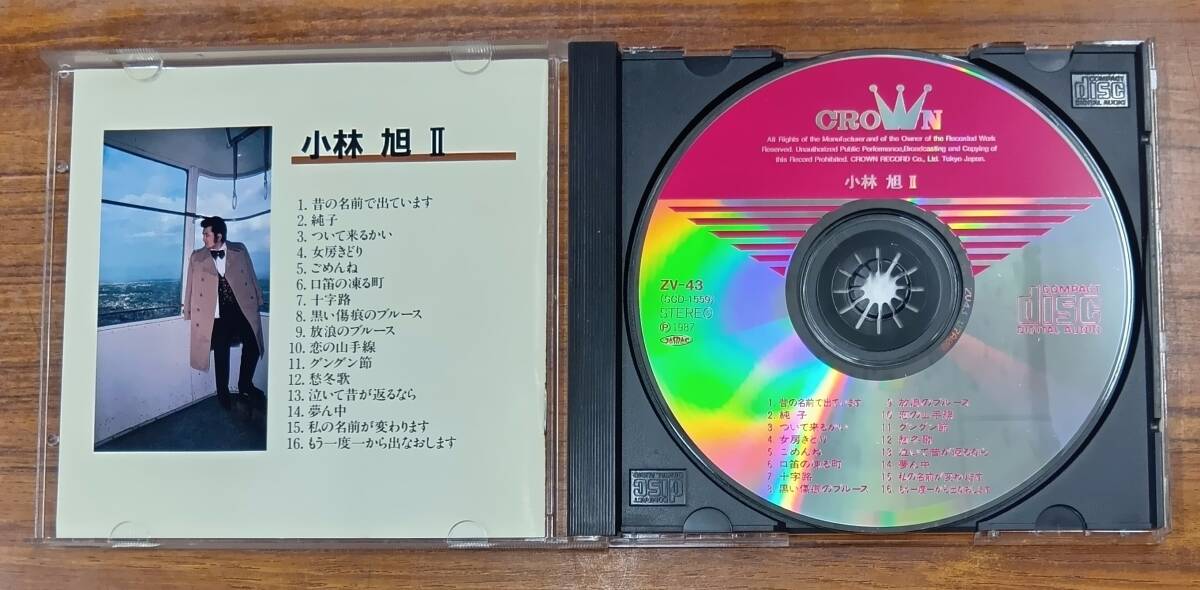 小林 旭 Ⅱ
1. 昔の名前で出ています
2. 純子
3. ついて来るかい
4. 女房きどり
5. ごめんね
6. 口笛の凍る町
7. 十字路
8. 黒い傷痕のブルース
9. 放浪のブルース
10. 恋の山手線
11. グングン節
12. 愁冬歌
13. 泣いて昔が返るなら
14. 夢ん中
15. 私の名前が変わります
16. もう一度一から出なおします
CROWN
All Rights of the Manufacturer and of the Owner of the Recorded Work
Reserved. Unauthorized Public Performance,Broadcasting and Copying of
this Record Prohibited. CROWN RECORD Co., Ltd. Tokyo Japan.
小林 旭 Ⅱ
ZV-43
(GGD-1559)
STEREO
Ⓟ1987
JASRAC
COMPACT
disc
DIGITAL AUDIO
1. 昔の名前で出ています
2. 純子
3. ついて来るかい
4. 女房きどり
5. ごめんね
6. 口笛の凍る町
7. 十字路
8. 黒い傷痕のブルース
9. 放浪のブルース
10. 恋の山手線
11. グングン節
12. 愁冬歌
13. 泣いて昔が返るなら
14. 夢ん中
15. 私の名前が変わります
16. もう一度一から出なおします
COMPACT
disc
DIGITAL AUDIO
COMPACT
disc
DIGITAL AUDIO